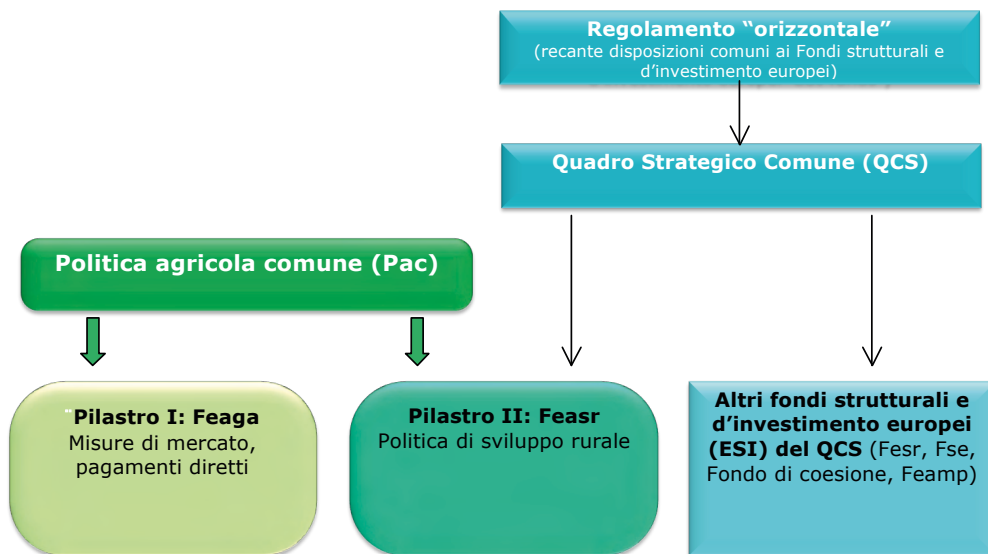 Regolamento “orizzontale”
(recante disposizioni comuni ai Fondi strutturali e
d’investimento europei)
Quadro Strategico Comune (QCS)
Politica agricola comune (Pac)
Pilastro I: Feaga
Misure di mercato,
pagamenti diretti
Pilastro II: Feasr
Politica di sviluppo rurale
Altri fondi strutturali e
d’investimento europei
(ESI) del QCS (Fesr, Fse,
Fondo di coesione, Feamp)